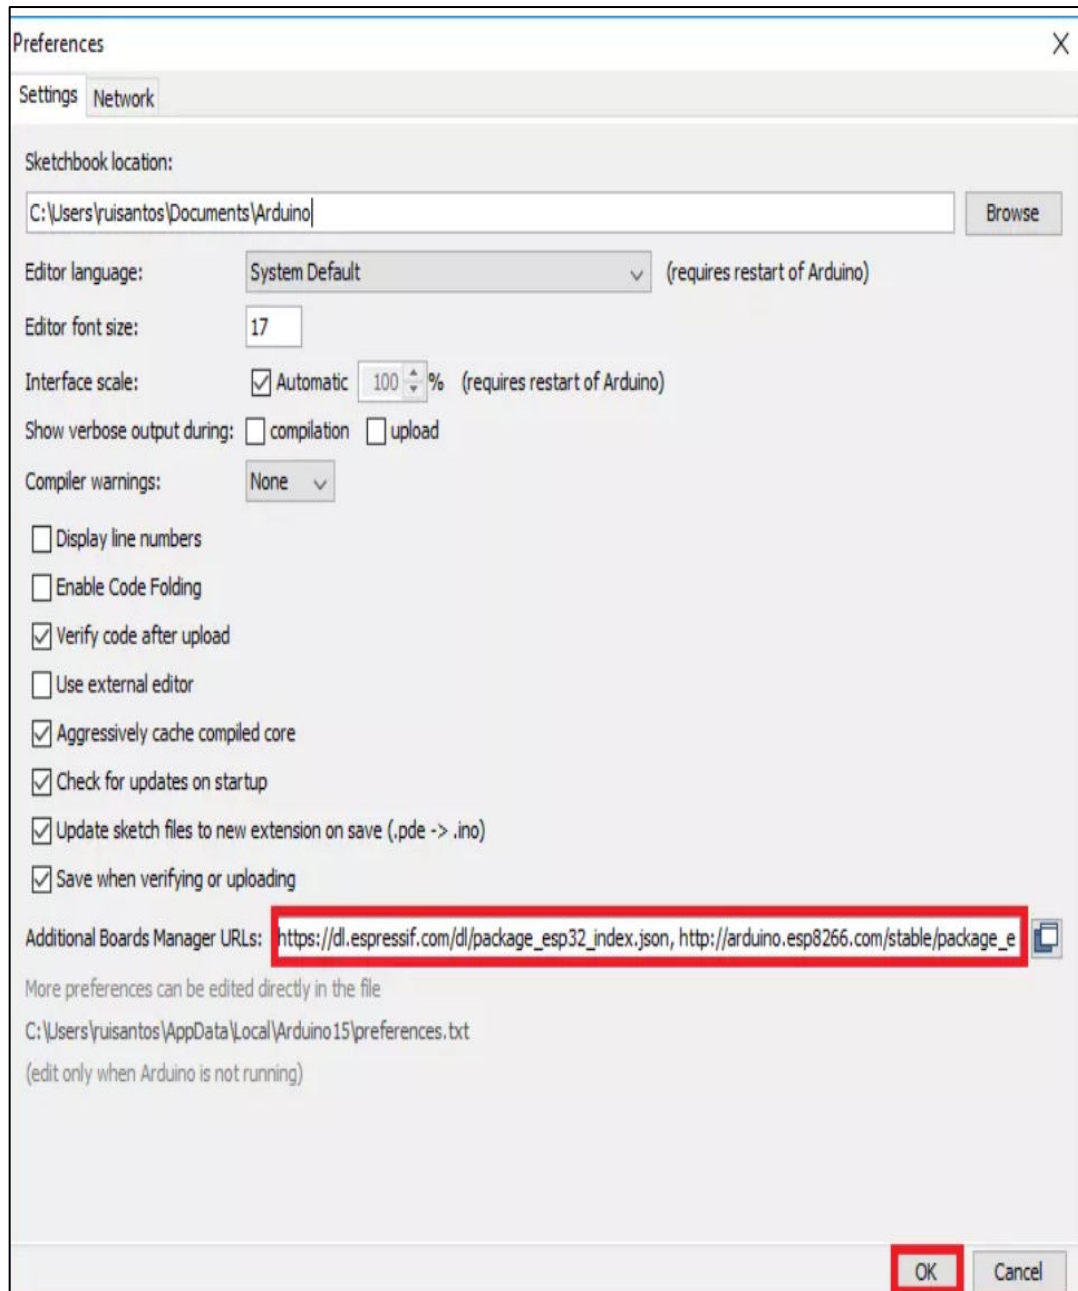 Preferences
Settings Network
Sketchbook location:
C:\Users\ruisantos\Documents\Arduino Browse
Editor language: System Default (requires restart of Arduino)
Editor font size: 17
Interface scale: Automatic 100 % (requires restart of Arduino)
Show verbose output during: compilation upload
Compiler warnings: None
Display line numbers
Enable Code Folding
Verify code after upload
Use external editor
Aggressively cache compiled core
Check for updates on startup
Update sketch files to new extension on save (.pde -> .ino)
Save when verifying or uploading
Additional Boards Manager URLs: https://dl.espressif.com/dl/package_esp32_index.json, http://arduino.esp8266.com/stable/package_e
More preferences can be edited directly in the file
C:\Users\ruisantos\AppData\Local\Arduino15\preferences.txt
(edit only when Arduino is not running)
OK Cancel